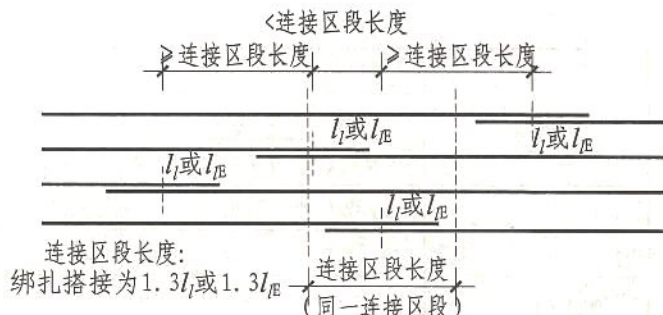 <连接区段长度
≥连接区段长度 ≥连接区段长度
l_l或l_lE l_l或l_lE
l_l或l_lE
l_l或l_lE
连接区段长度:
绑扎搭接为1.3l_l或1.3l_lE
连接区段长度
(同一连接区段)